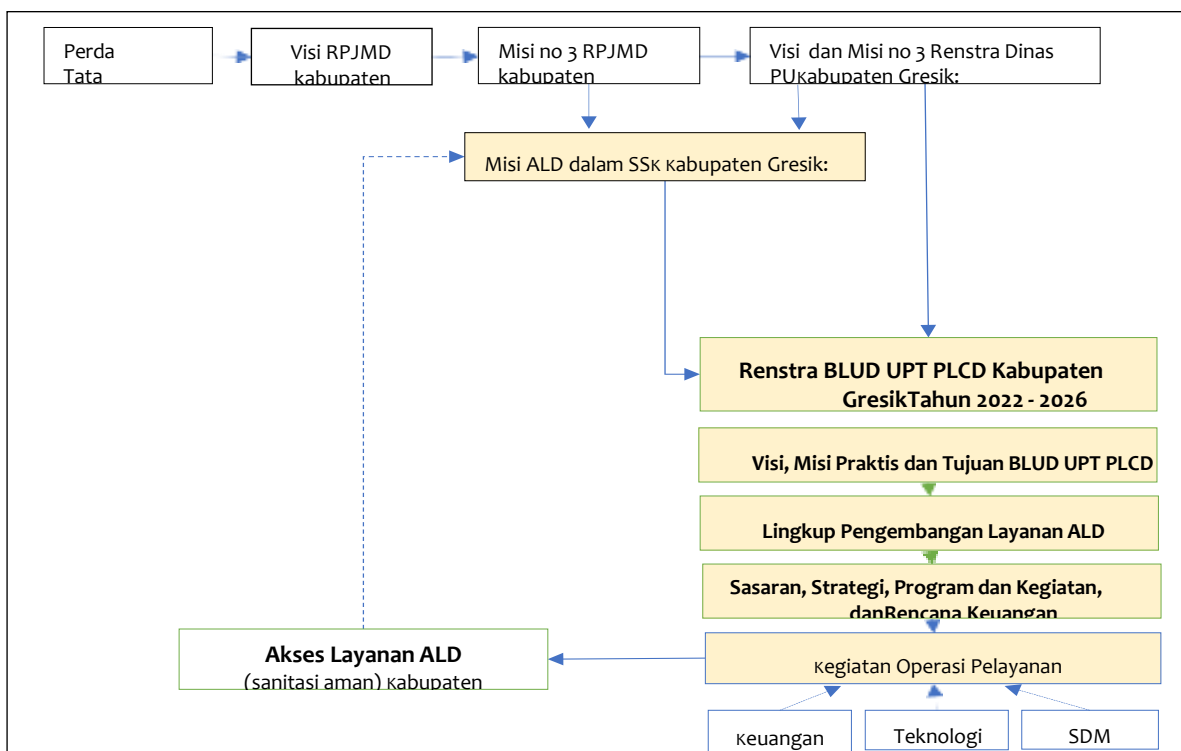 Perda
Tata
Visi RPJMD
kabupaten
Misi no 3 RPJMD
kabupaten
Visi dan Misi no 3 Renstra Dinas
PUKabupaten Gresik:
Misi ALD dalam SSK Kabupaten Gresik:
Renstra BLUD UPT PLCD Kabupaten
GresikTahun 2022 - 2026
Visi, Misi Praktis dan Tujuan BLUD UPT PLCD
Lingkup Pengembangan Layanan ALD
Sasaran, Strategi, Program dan Kegiatan,
danRencana Keuangan
Akses Layanan ALD
(sanitasi aman) Kabupaten
Kegiatan Operasi Pelayanan
Keuangan
Teknologi
SDM